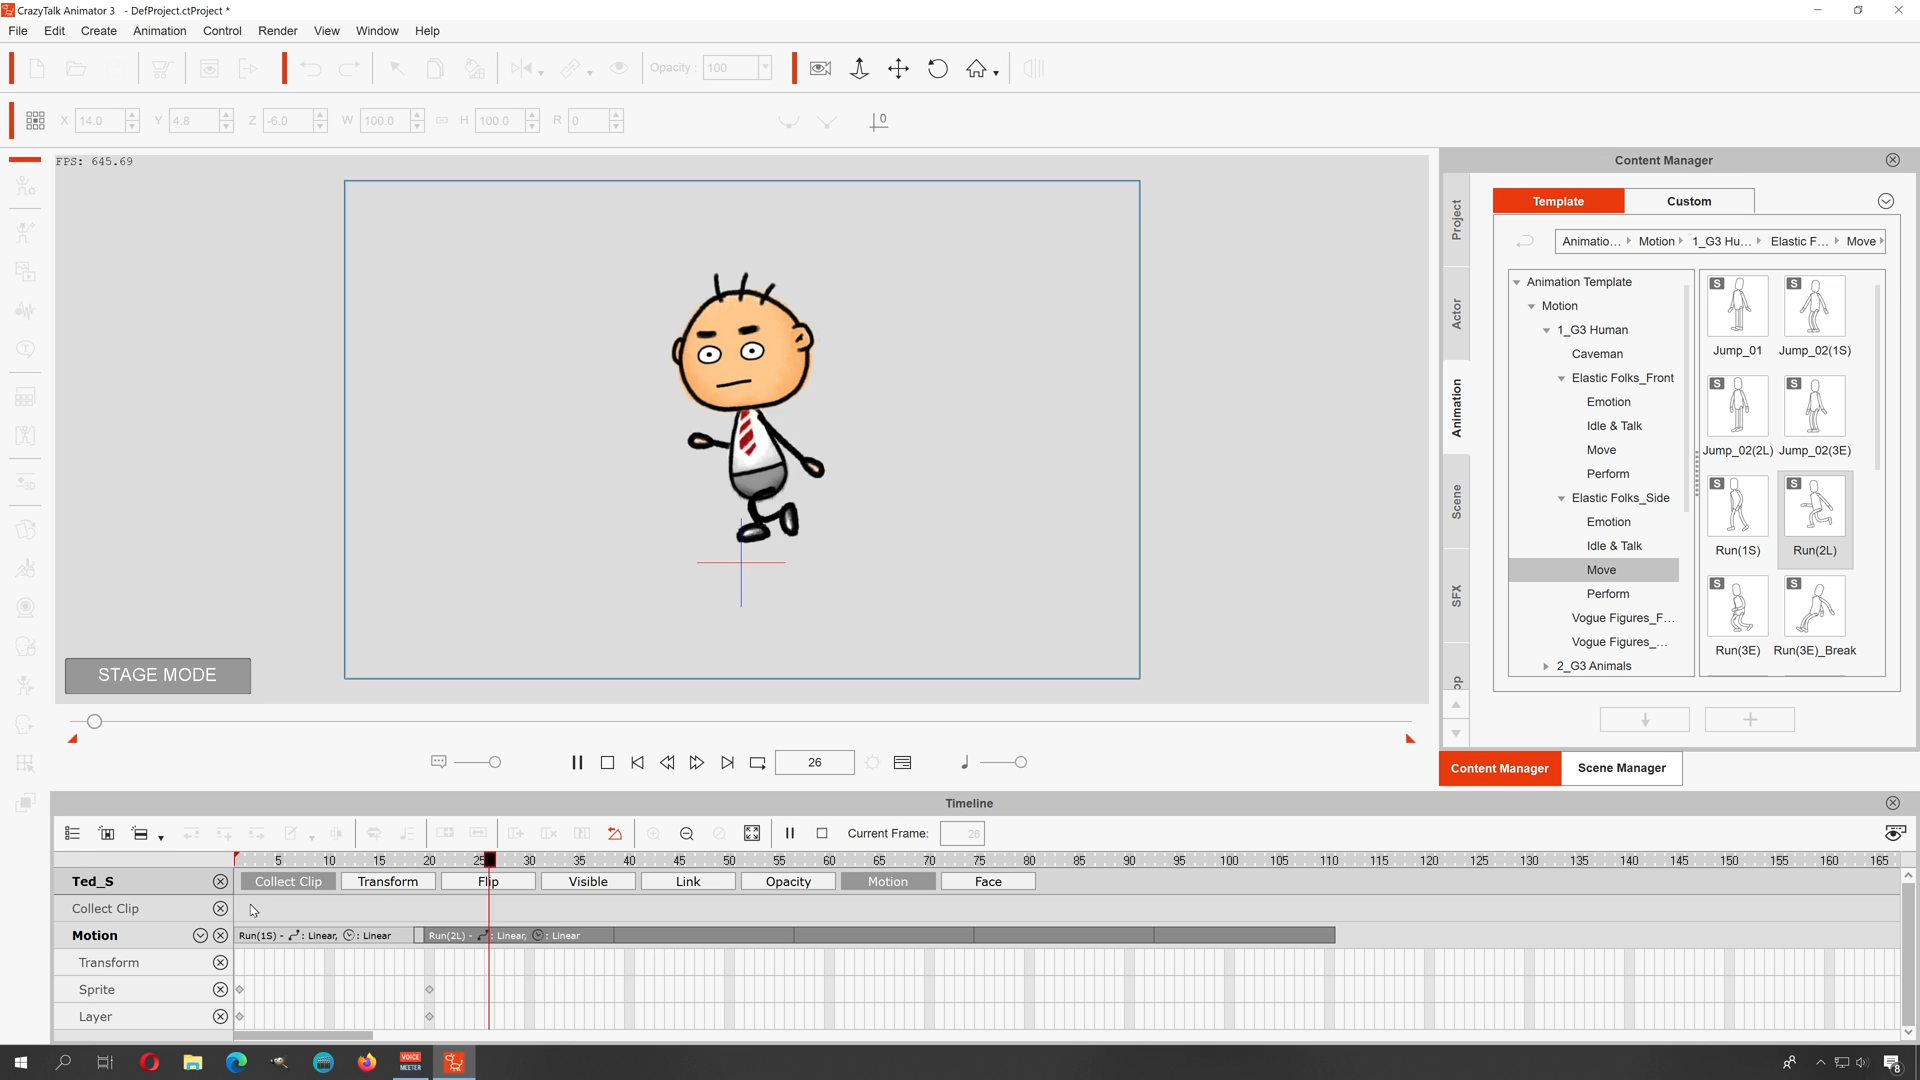 CrazyTalk Animator 3 - DefProject.ctProject *
File Edit Create Animation Control Render View Window Help
Opacity : 100
X 14.0 Y 4.8 Z -6.0 W 100.0 H 100.0 R 0 0
FPS: 645.69
Content Manager
Template Custom
Animatio... Motion 1_G3 Hu... Elastic F... Move
Project
Actor
Animation
Scene
SFX
op
Animation Template
Motion
1_G3 Human
Caveman
Elastic Folks_Front
Emotion
Idle & Talk
Move
Perform
Elastic Folks_Side
Emotion
Idle & Talk
Move
Perform
Vogue Figures_F...
Vogue Figures_...
2_G3 Animals
S S
Jump_01 Jump_02(1S)
S S
Jump_02(2L) Jump_02(3E)
S S
Run(1S) Run(2L)
S S
Run(3E) Run(3E)_Break
STAGE MODE
26
Content Manager Scene Manager
Timeline
Current Frame: 26
5 10 15 20 25 30 35 40 45 50 55 60 65 70 75 80 85 90 95 100 105 110 115 120 125 130 135 140 145 150 155 160 165
Ted_S Collect Clip Transform Flip Visible Link Opacity Motion Face
Collect Clip
Motion Run(1S) - : Linear, : Linear Run(2L) - : Linear, : Linear
Transform
Sprite
Layer
VOICE
MEETER
8